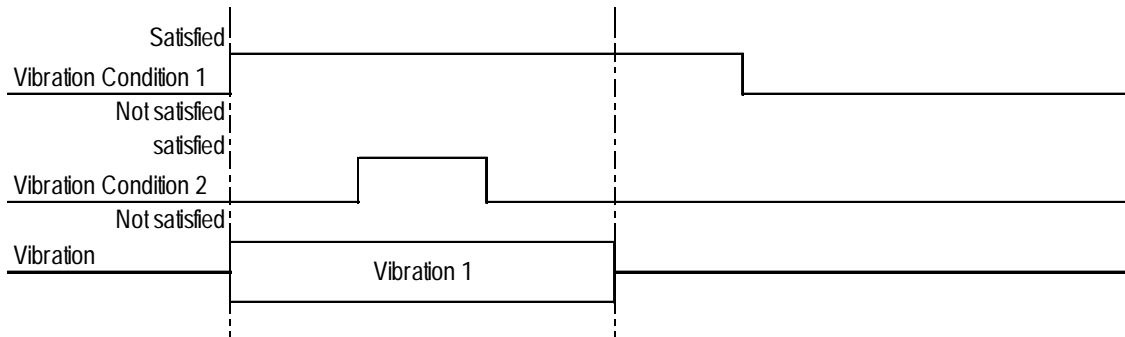 Satisfied
Vibration Condition 1
Not satisfied
satisfied
Vibration Condition 2
Not satisfied
Vibration
Vibration 1